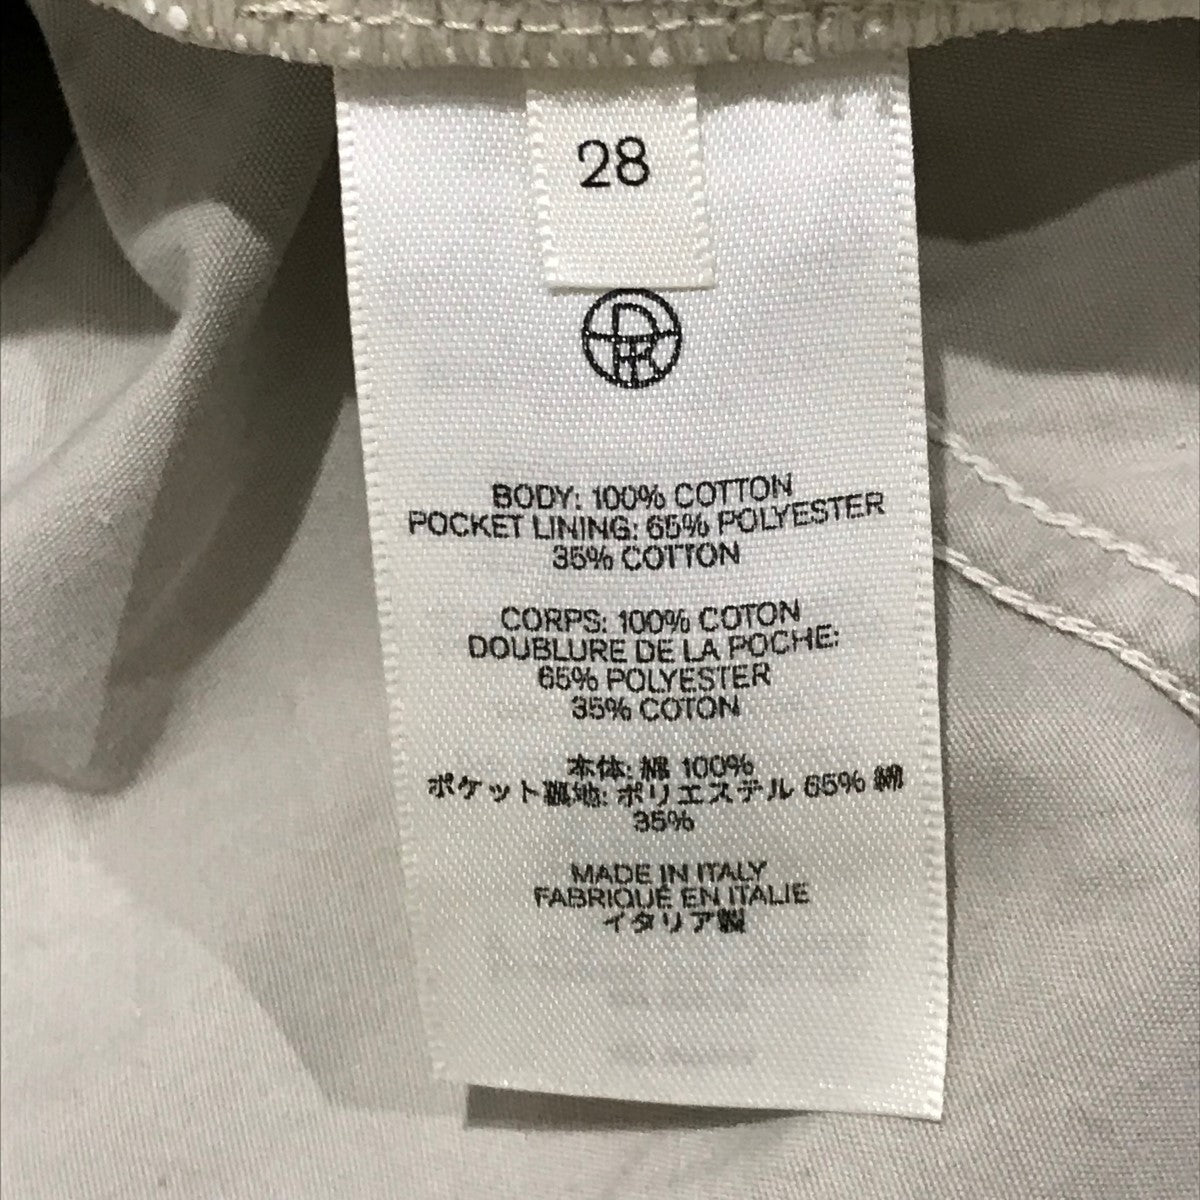 28
BODY: 100% COTTON
POCKET LINING: 65% POLYESTER
35% COTTON
CORPS: 100% COTON
DOUBLURE DE LA POCHE:
65% POLYESTER
35% COTON
本体: 綿 100%
ポケット裏地: ポリエステル 65% 綿
35%
MADE IN ITALY
FABRIQUÉ EN ITALIE
イタリア製